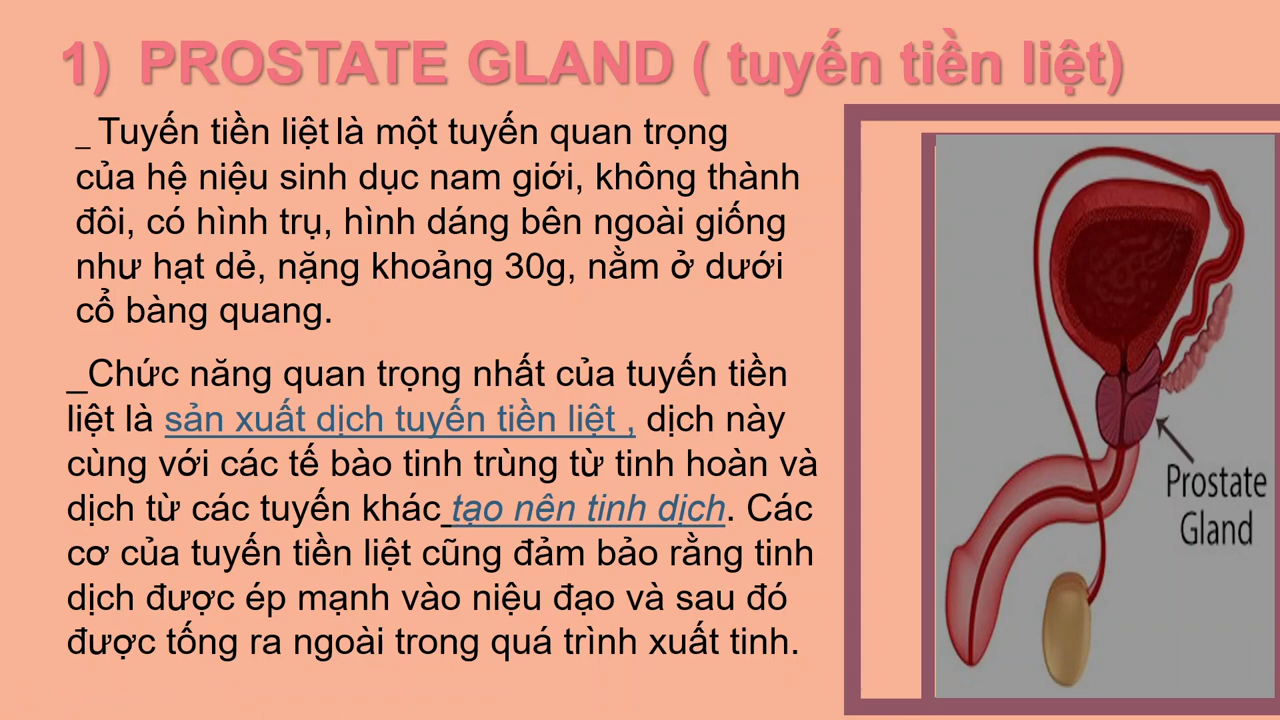 1) PROSTATE GLAND ( tuyến tiền liệt)
_ Tuyến tiền liệt là một tuyến quan trọng
của hệ niệu sinh dục nam giới, không thành
đôi, có hình trụ, hình dáng bên ngoài giống
như hạt dẻ, nặng khoảng 30g, nằm ở dưới
cổ bàng quang.
_Chức năng quan trọng nhất của tuyến tiền
liệt là sản xuất dịch tuyến tiền liệt , dịch này
cùng với các tế bào tinh trùng từ tinh hoàn và
dịch từ các tuyến khác tạo nên tinh dịch. Các
cơ của tuyến tiền liệt cũng đảm bảo rằng tinh
dịch được ép mạnh vào niệu đạo và sau đó
được tống ra ngoài trong quá trình xuất tinh.
Prostate
Gland